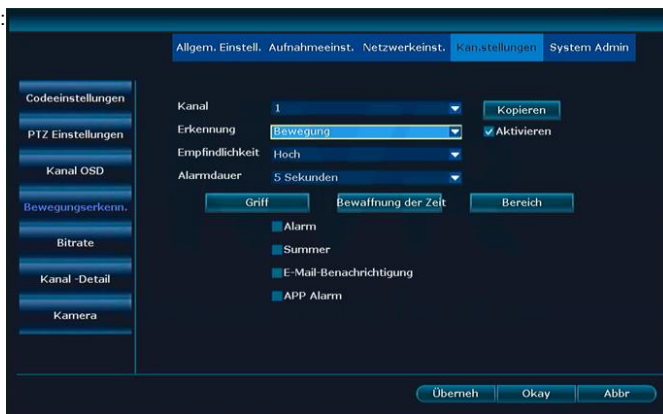 :
Allgem. Einstell. Aufnahmeeinst. Netzwerkeinst. Kan.stellungen System Admin
Codeeinstellungen
PTZ Einstellungen
Kanal OSD
Bewegungserkenn.
Bitrate
Kanal -Detail
Kamera
Kanal 1 Kopieren
Erkennung Bewegung Aktivieren
Empfindlichkeit Hoch
Alarmdauer 5 Sekunden
Griff Bewaffnung der Zeit Bereich
Alarm
Summer
E-Mail-Benachrichtigung
APP Alarm
Überneh Okay Abbr